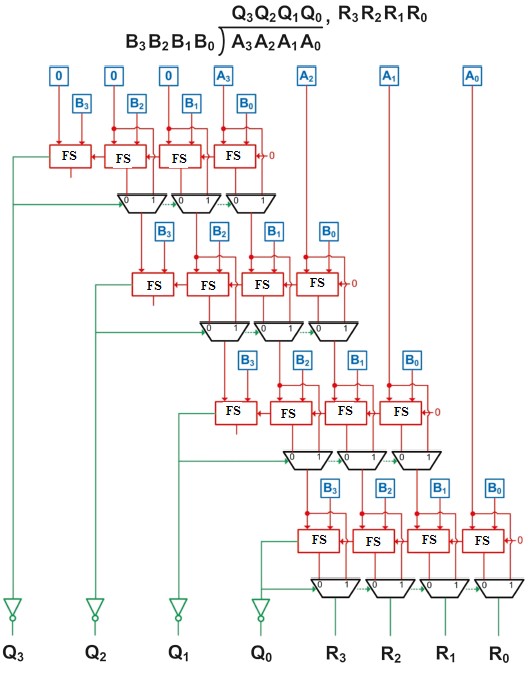 Q₃Q₂Q₁Q₀, R₃R₂R₁R₀
B₃B₂B₁B₀ ) A₃A₂A₁A₀
0 0 0 A₃ A₂ A₁ A₀
B₃ B₂ B₁ B₀
FS FS FS FS 0
0 1 0 1 0 1
B₃ B₂ B₁ B₀
FS FS FS FS 0
0 1 0 1 0 1
B₃ B₂ B₁ B₀
FS FS FS FS 0
0 1 0 1 0 1
B₃ B₂ B₁ B₀
FS FS FS FS 0
0 1 0 1 0 1 0 1
Q₃ Q₂ Q₁ Q₀ R₃ R₂ R₁ R₀